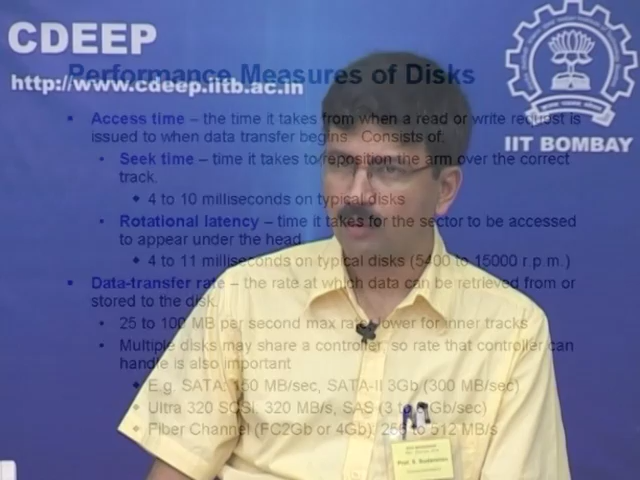 CDEEP
http://www.cdeep.iitb.ac.in
IIT BOMBAY
Performance Measures of Disks
Access time – the time it takes from when a read or write request is
issued to when data transfer begins. Consists of:
Seek time – time it takes to reposition the arm over the correct
track.
4 to 10 milliseconds on typical disks
Rotational latency – time it takes for the sector to be accessed
to appear under the head.
4 to 11 milliseconds on typical disks (5400 to 15000 r.p.m.)
Data-transfer rate – the rate at which data can be retrieved from or
stored to the disk.
25 to 100 MB per second max rate, lower for inner tracks
Multiple disks may share a controller, so rate that controller can
handle is also important
E.g. SATA: 150 MB/sec, SATA-II 3Gb (300 MB/sec)
Ultra 320 SCSI: 320 MB/s, SAS (3 to Gb/sec)
Fiber Channel (FC2Gb or 4Gb): 256 to 512 MB/s
Prof. S.